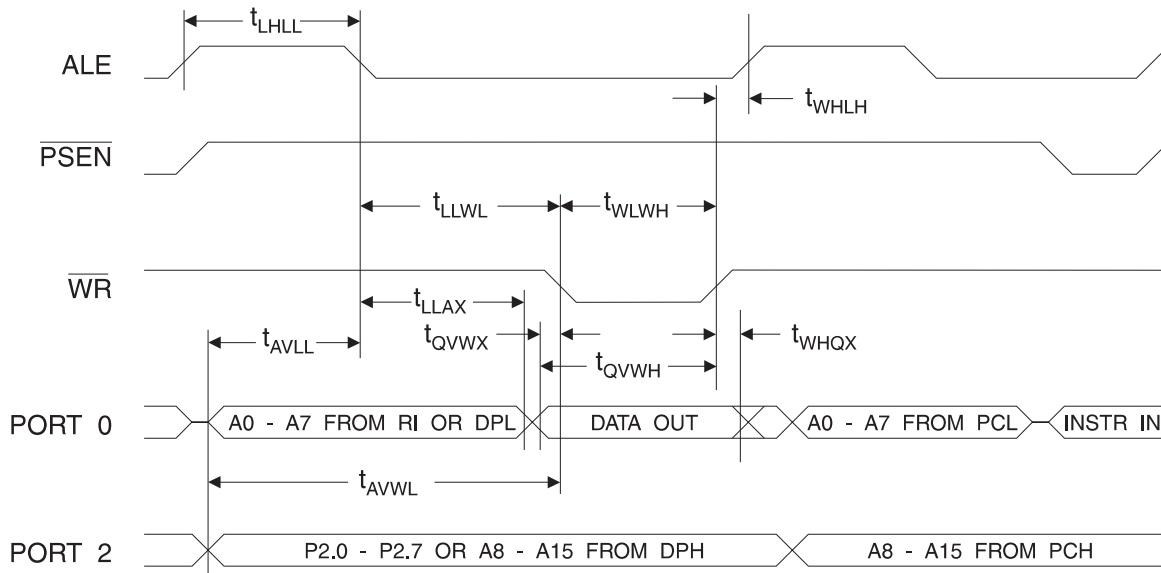 tLHLL
ALE
tWHLH
PSEN
tLLWL
tWLWH
WR
tLLAX
tAVLL
tQVWX
tWHQX
tQVWH
PORT 0
A0 - A7 FROM RI OR DPL
DATA OUT
A0 - A7 FROM PCL
INSTR IN
tAVWL
PORT 2
P2.0 - P2.7 OR A8 - A15 FROM DPH
A8 - A15 FROM PCH